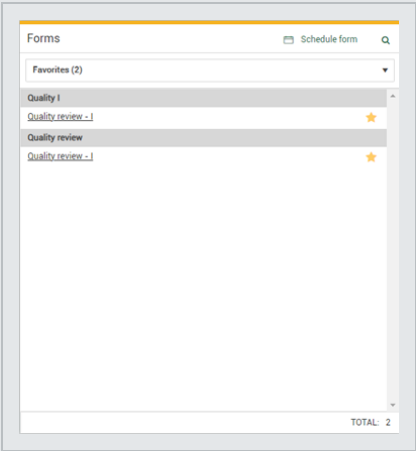 Forms
Schedule form
Favorites (2)
Quality I
Quality review - I
Quality review
Quality review - I
TOTAL: 2